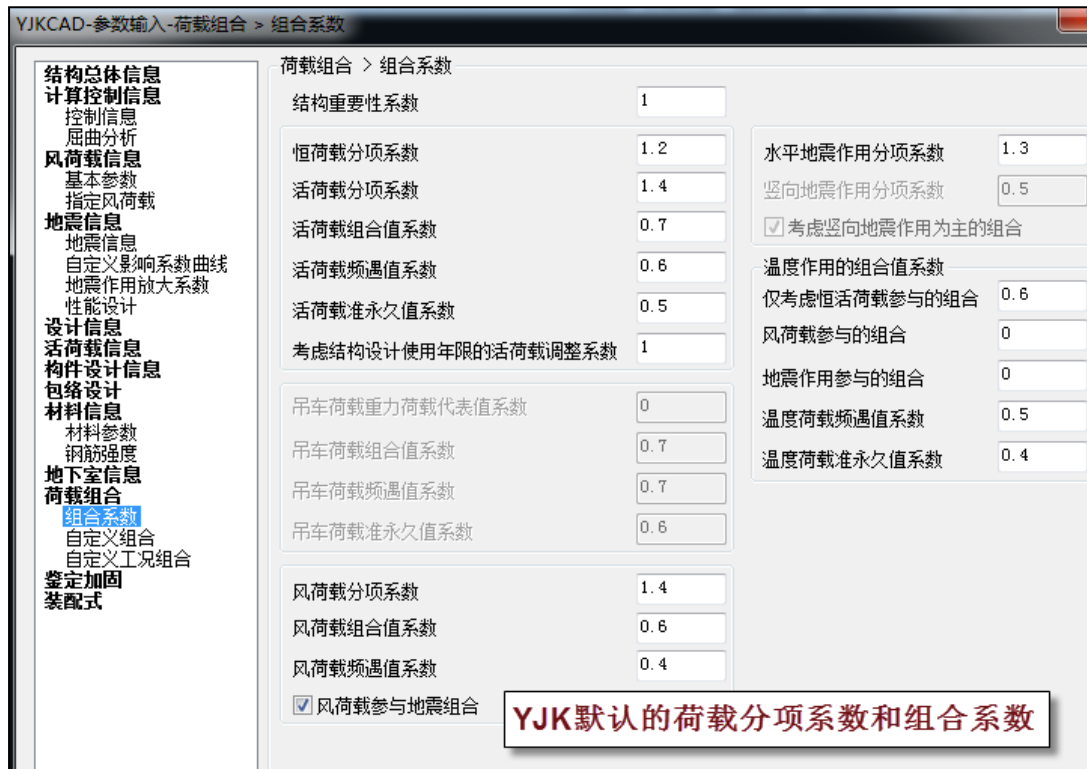 YJKCAD-参数输入-荷载组合 > 组合系数
结构总体信息
计算控制信息
控制信息
屈曲分析
风荷载信息
基本参数
指定风荷载
地震信息
地震信息
自定义影响系数曲线
地震作用放大系数
性能设计
设计信息
活荷载信息
构件设计信息
包络设计
材料信息
材料参数
钢筋强度
地下室信息
荷载组合
组合系数
自定义组合
自定义工况组合
鉴定加固
装配式
荷载组合 > 组合系数
结构重要性系数 1
恒荷载分项系数 1.2
活荷载分项系数 1.4
活荷载组合值系数 0.7
活荷载频遇值系数 0.6
活荷载准永久值系数 0.5
考虑结构设计使用年限的活荷载调整系数 1
吊车荷载重力荷载代表值系数 0
吊车荷载组合值系数 0.7
吊车荷载频遇值系数 0.7
吊车荷载准永久值系数 0.6
风荷载分项系数 1.4
风荷载组合值系数 0.6
风荷载频遇值系数 0.4
风荷载参与地震组合
水平地震作用分项系数 1.3
竖向地震作用分项系数 0.5
考虑竖向地震作用为主的组合
温度作用的组合值系数
仅考虑恒活荷载参与的组合 0.6
风荷载参与的组合 0
地震作用参与的组合 0
温度荷载频遇值系数 0.5
温度荷载准永久值系数 0.4
YJK默认的荷载分项系数和组合系数